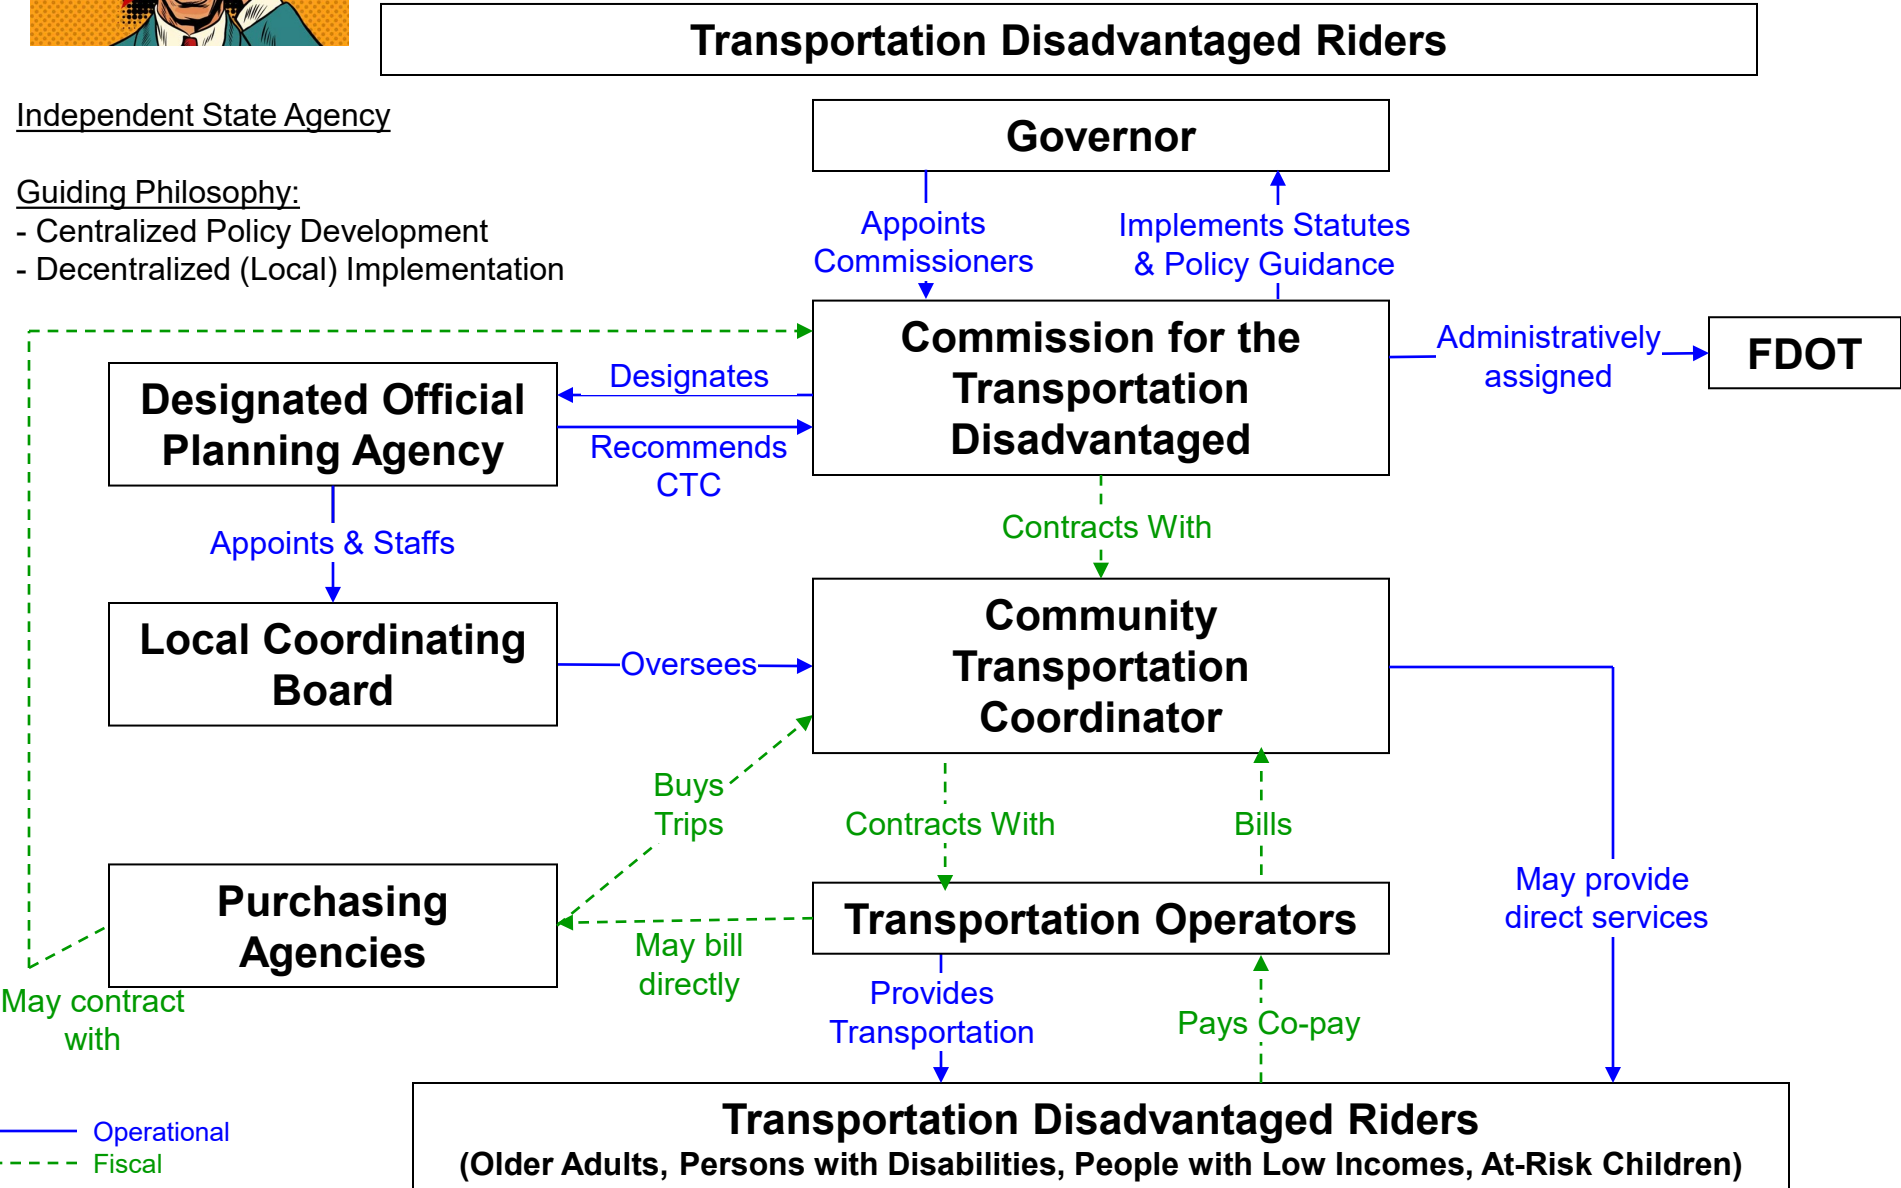 Transportation Disadvantaged Riders
Independent State Agency
Guiding Philosophy:
- Centralized Policy Development
- Decentralized (Local) Implementation
Governor
Appoints
Commissioners
Implements Statutes
& Policy Guidance
Commission for the
Transportation
Disadvantaged
Administratively
assigned
FDOT
Designated Official
Planning Agency
Designates
Recommends
CTC
Contracts With
Appoints & Staffs
Local Coordinating
Board
Oversees
Community
Transportation
Coordinator
Buys
Trips
Contracts With
Bills
May provide
direct services
Purchasing
Agencies
Transportation Operators
May bill
directly
May contract
with
Provides
Transportation
Pays Co-pay
Operational
Fiscal
Transportation Disadvantaged Riders
(Older Adults, Persons with Disabilities, People with Low Incomes, At-Risk Children)